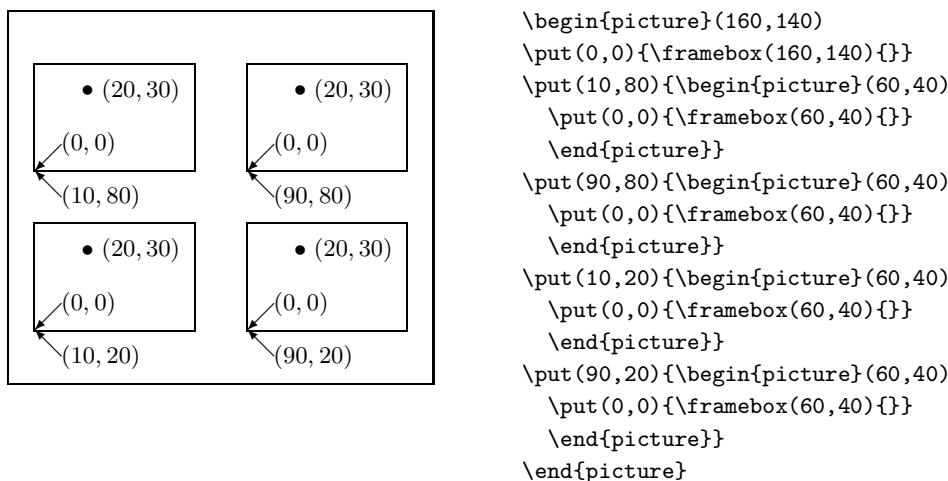 • (20, 30)
• (20, 30)
(0, 0)
(0, 0)
(10, 80)
(90, 80)
• (20, 30)
• (20, 30)
(0, 0)
(0, 0)
(10, 20)
(90, 20)
\begin{picture}(160,140)
\put(0,0){\framebox(160,140){}}
\put(10,80){\begin{picture}(60,40)
\put(0,0){\framebox(60,40){}}
\end{picture}}
\put(90,80){\begin{picture}(60,40)
\put(0,0){\framebox(60,40){}}
\end{picture}}
\put(10,20){\begin{picture}(60,40)
\put(0,0){\framebox(60,40){}}
\end{picture}}
\put(90,20){\begin{picture}(60,40)
\put(0,0){\framebox(60,40){}}
\end{picture}}
\end{picture}